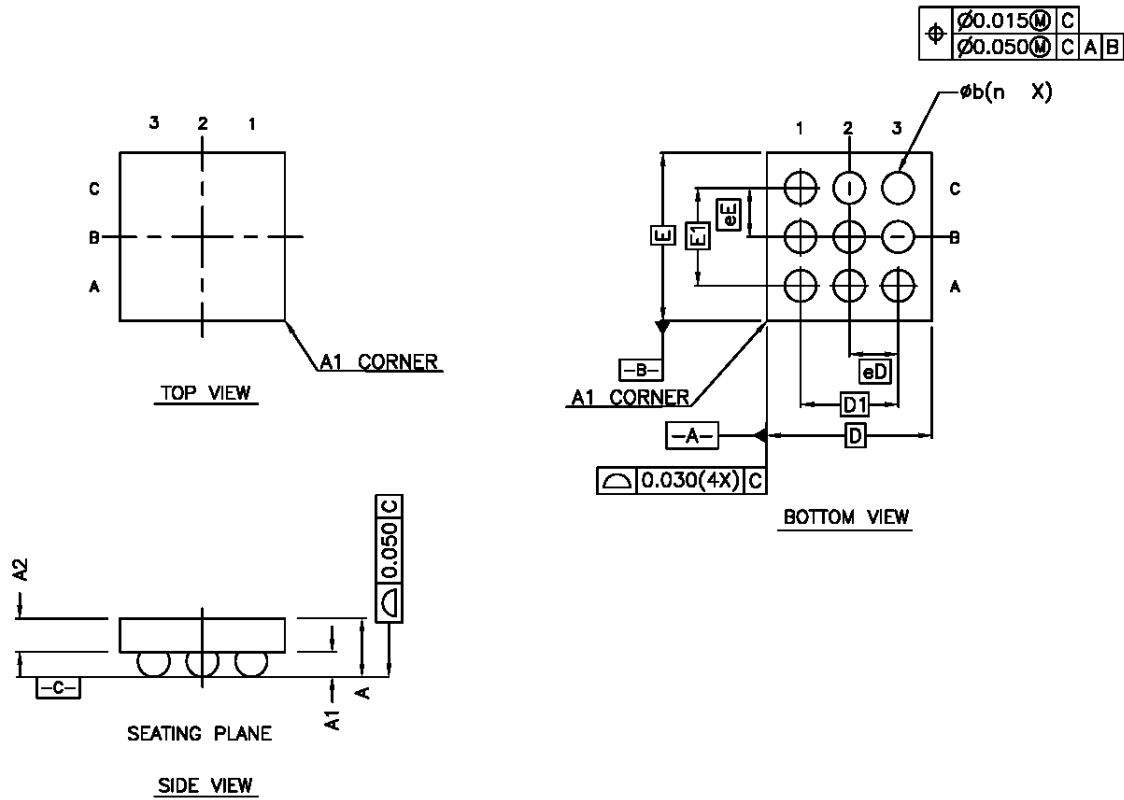 Ø0.015Ⓜ C
Ø0.050Ⓜ C A B
øb(n X)
3 2 1
C
B
A
A1 CORNER
TOP VIEW
1 2 3
C
B
A
E
E1
eE
eD
D1
D
-B-
A1 CORNER
-A-
0.030(4X) C
BOTTOM VIEW
A2
0.050 C
-C-
A1
A
SEATING PLANE
SIDE VIEW